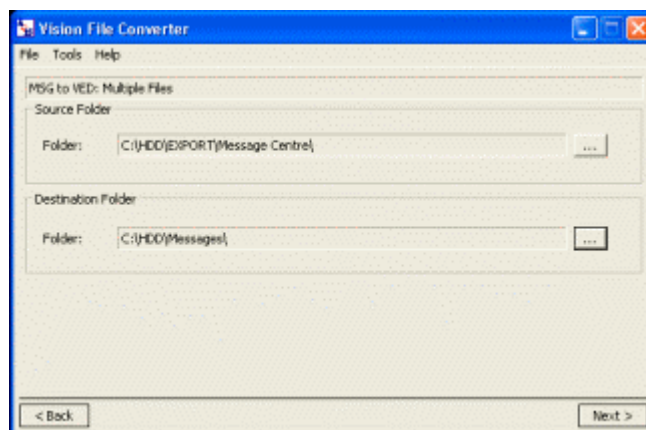 Vision File Converter
File Tools Help
MSG to VED: Multiple Files
Source Folder
Folder: C:\HDD\EXPORT\Message Centre\
...
Destination Folder
Folder: C:\HDD\Messages\
...
< Back
Next >